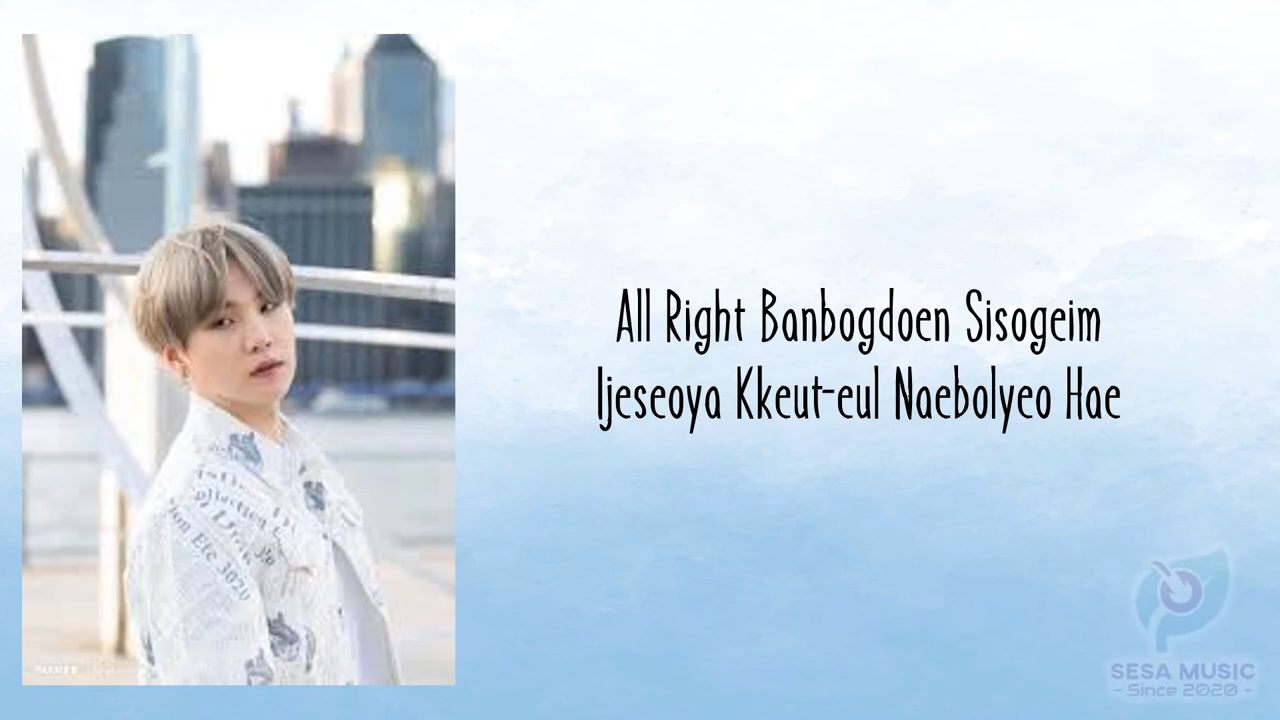 All Right Banbogdoen Sisogeim
Ijeseoya Kkeut-eul Naebolyeo Hae
SESA MUSIC
- Since 2020 -